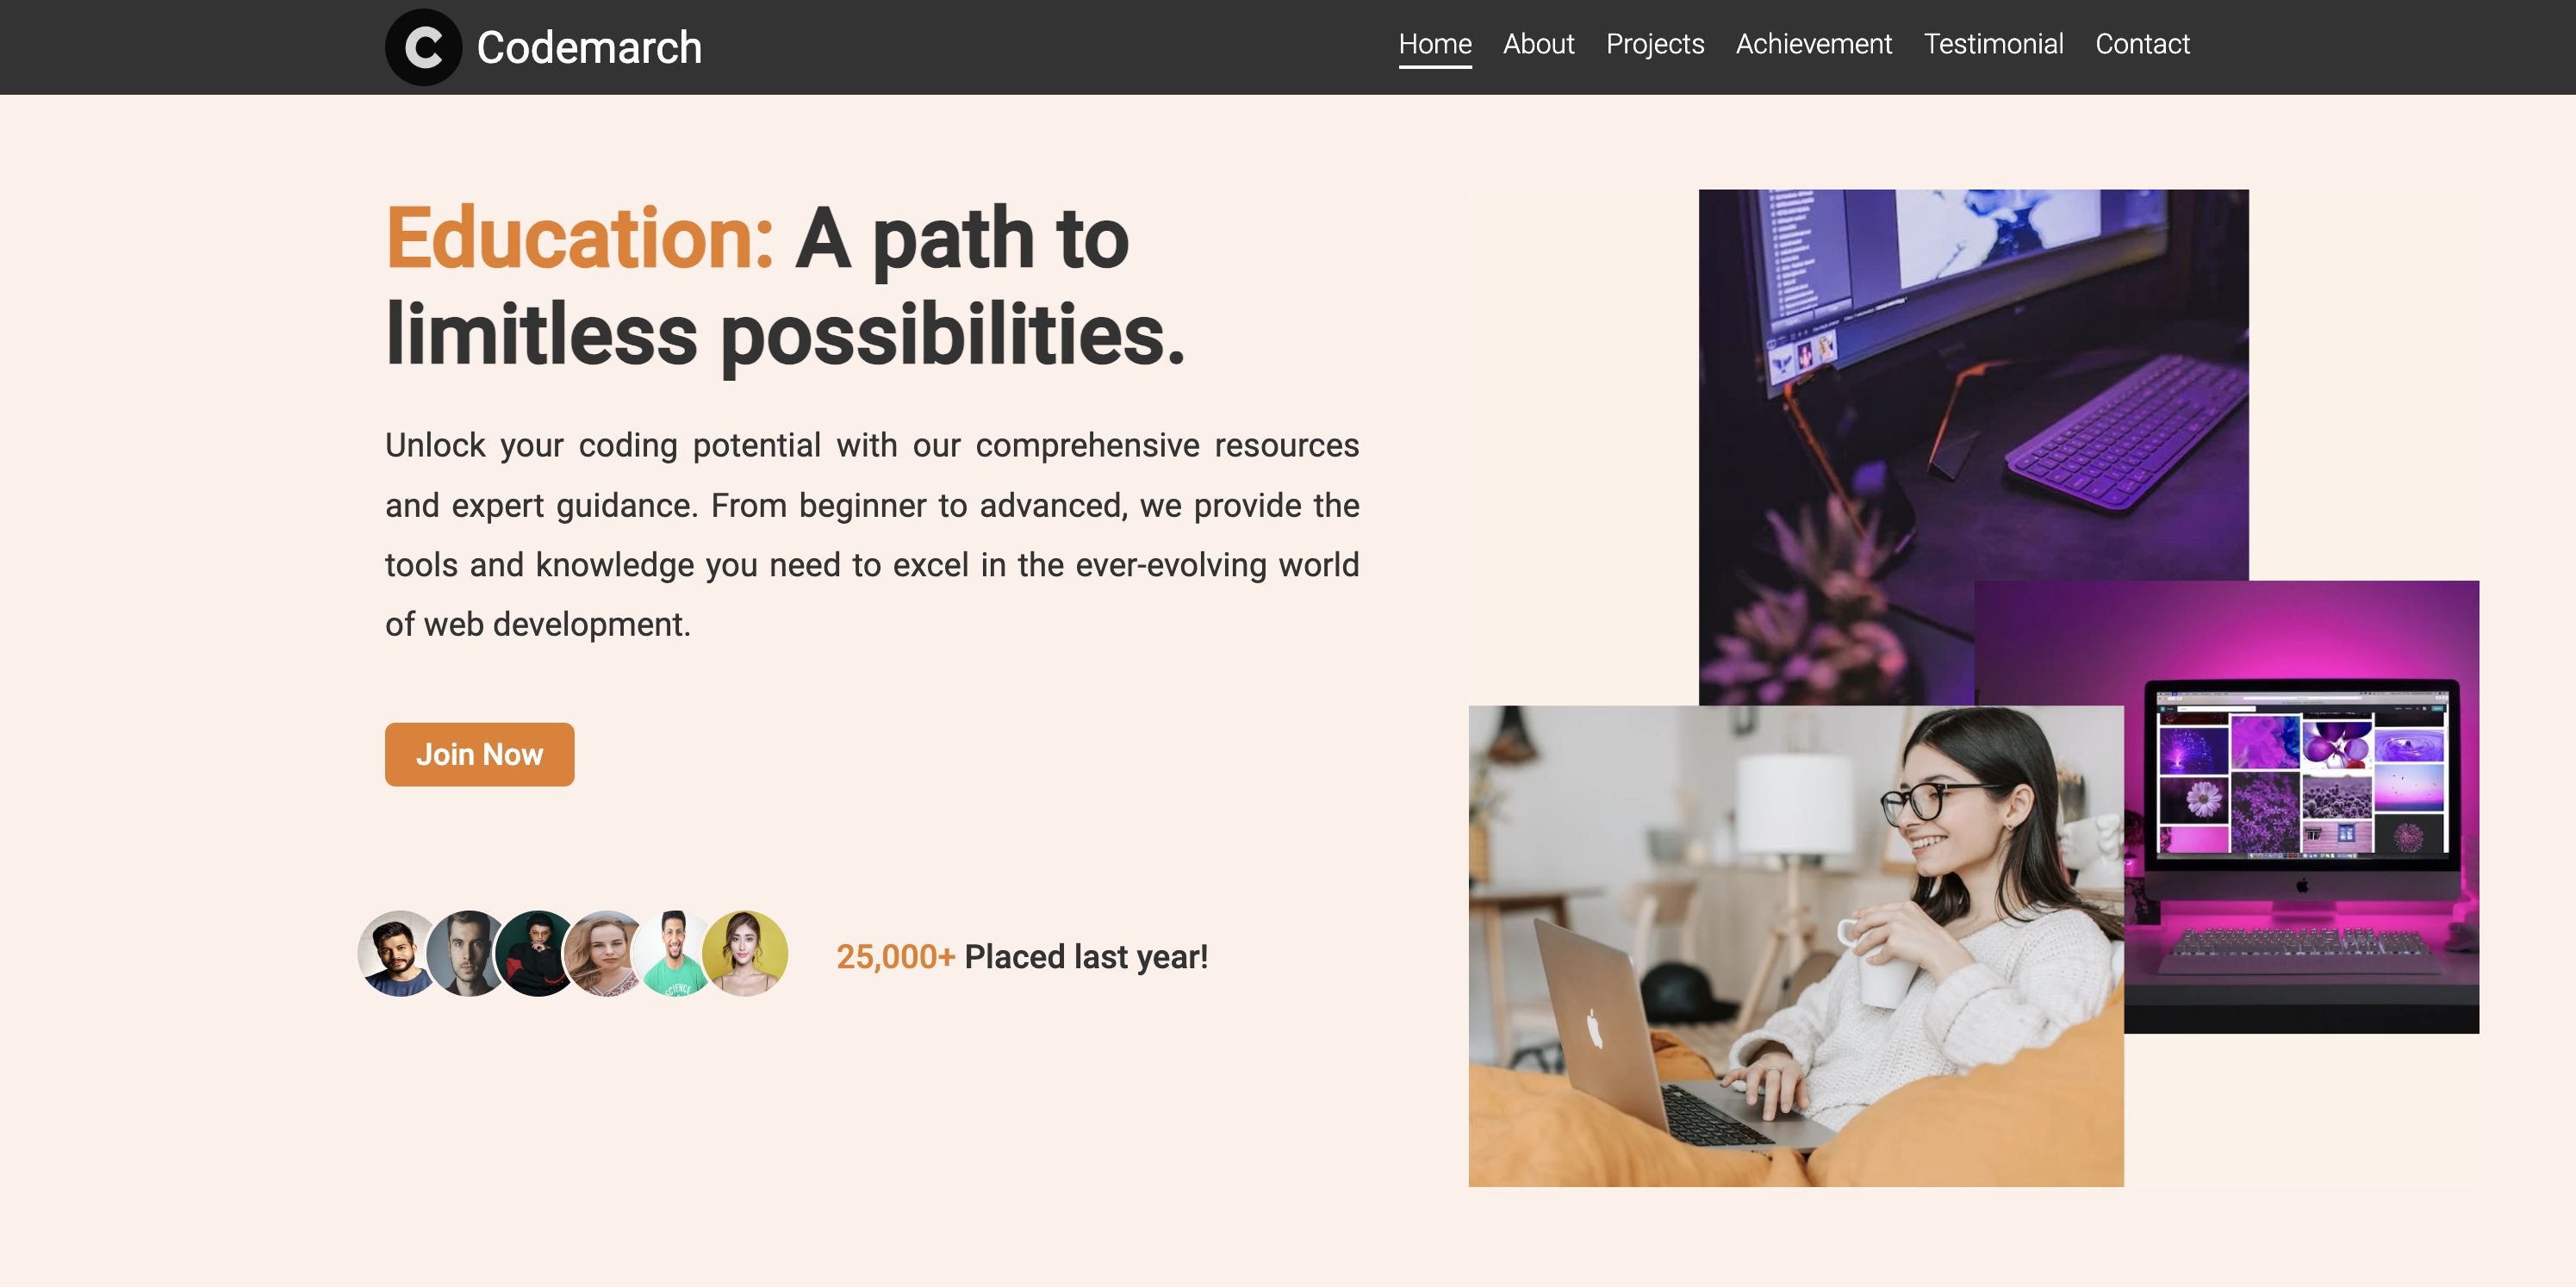 C Codemarch
Home About Projects Achievement Testimonial Contact
Education: A path to
limitless possibilities.
Unlock your coding potential with our comprehensive resources
and expert guidance. From beginner to advanced, we provide the
tools and knowledge you need to excel in the ever-evolving world
of web development.
Join Now
SCIENCE
25,000+ Placed last year!